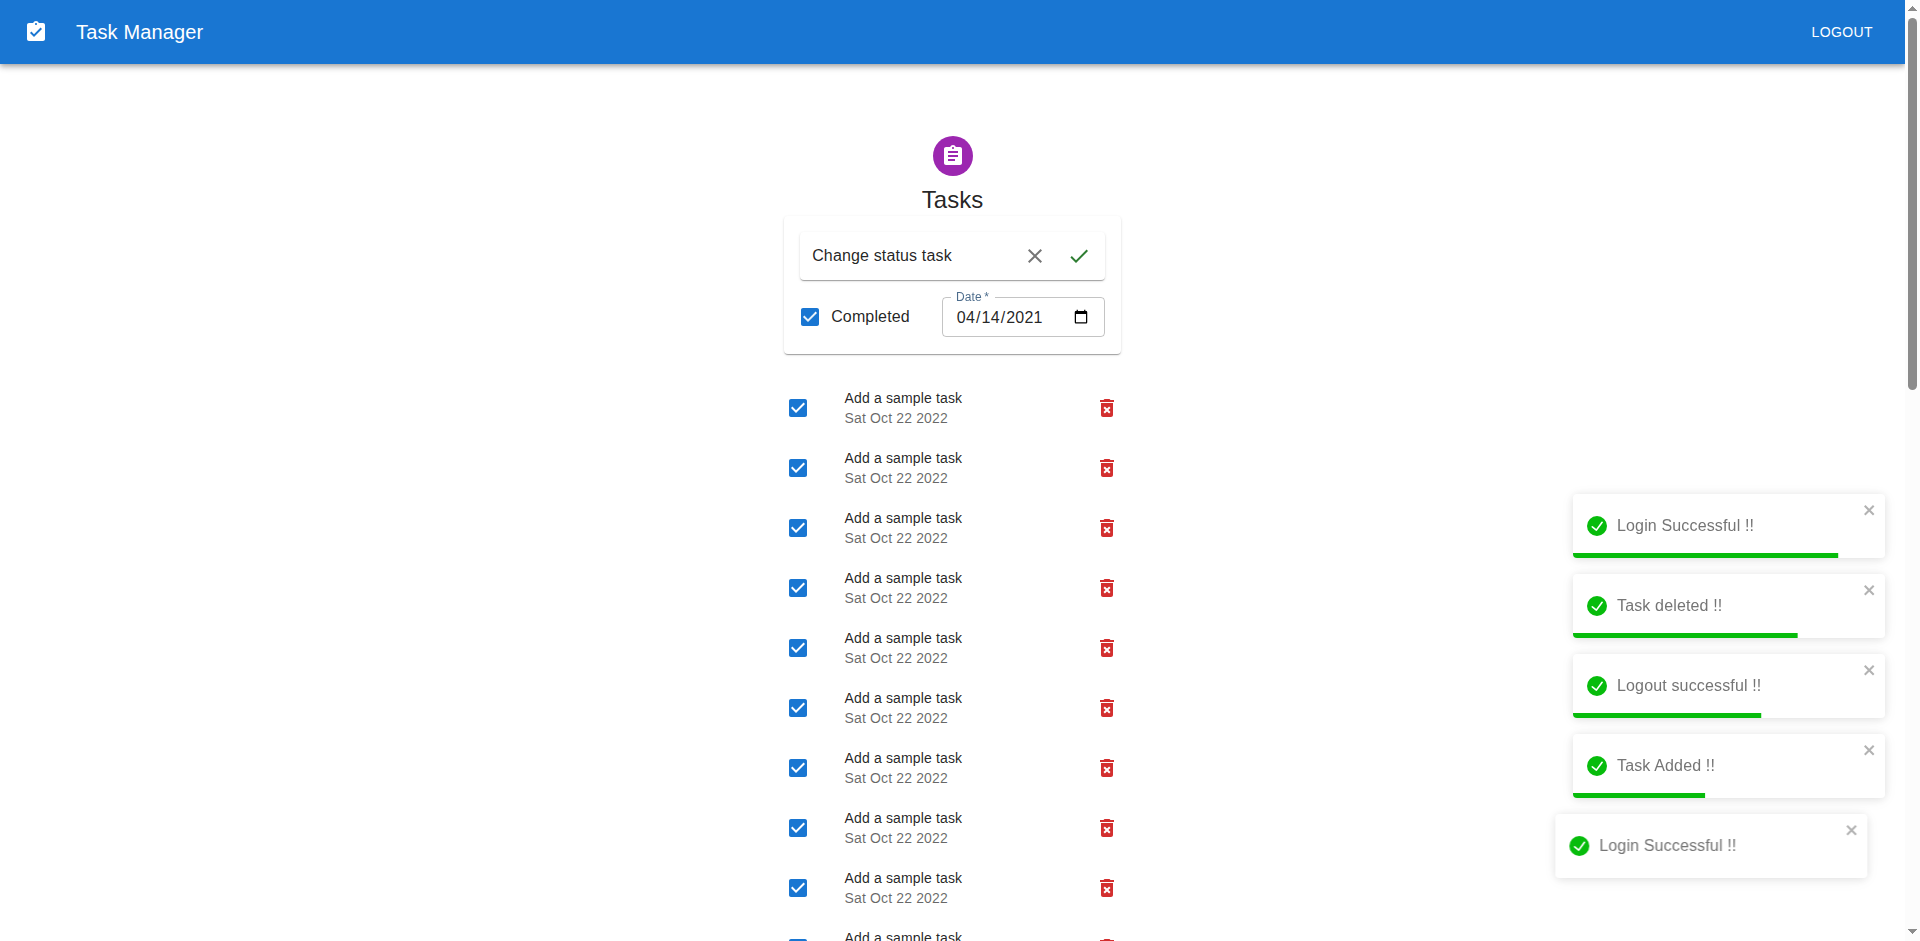 Task Manager
LOGOUT
Tasks
Change status task
Date *
Completed
04/14/2021
Add a sample task
Sat Oct 22 2022
Add a sample task
Sat Oct 22 2022
Add a sample task
Sat Oct 22 2022
Add a sample task
Sat Oct 22 2022
Add a sample task
Sat Oct 22 2022
Add a sample task
Sat Oct 22 2022
Add a sample task
Sat Oct 22 2022
Add a sample task
Sat Oct 22 2022
Add a sample task
Sat Oct 22 2022
Add a sample task
Login Successful !!
Task deleted !!
Logout successful !!
Task Added !!
Login Successful !!